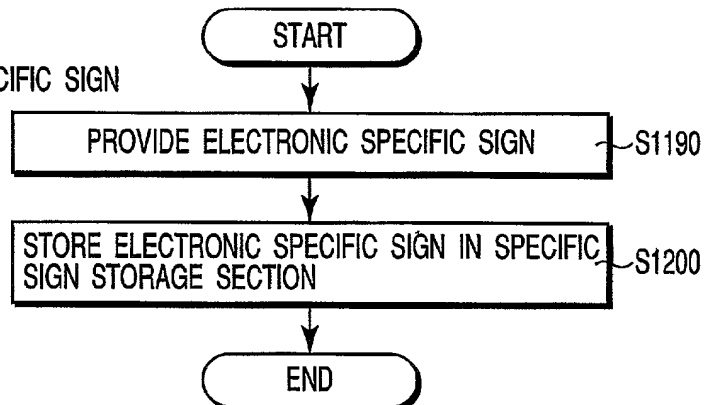 START
CIFIC SIGN
PROVIDE ELECTRONIC SPECIFIC SIGN
S1190
STORE ELECTRONIC SPECIFIC SIGN IN SPECIFIC
SIGN STORAGE SECTION
S1200
END